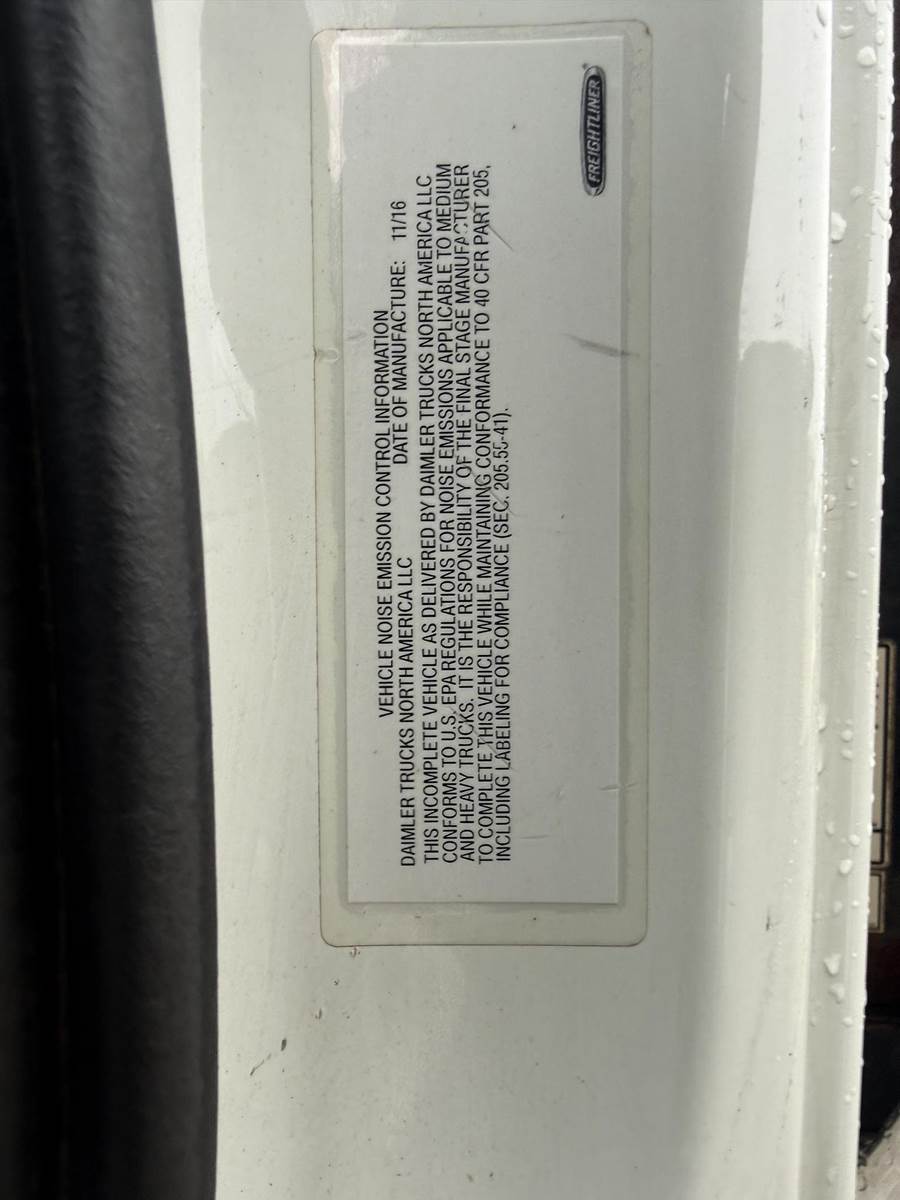 FREIGHTLINER
VEHICLE NOISE EMISSION CONTROL INFORMATION
DAIMLER TRUCKS NORTH AMERICA LLC DATE OF MANUFACTURE: 11/16
THIS INCOMPLETE VEHICLE AS DELIVERED BY DAIMLER TRUCKS NORTH AMERICA LLC
CONFORMS TO U.S. EPA REGULATIONS FOR NOISE EMISSIONS APPLICABLE TO MEDIUM
AND HEAVY TRUCKS. IT IS THE RESPONSIBILITY OF THE FINAL STAGE MANUFACTURER
TO COMPLETE THIS VEHICLE WHILE MAINTAINING CONFORMANCE TO 40 CFR PART 205,
INCLUDING LABELING FOR COMPLIANCE (SEC. 205.55-41).